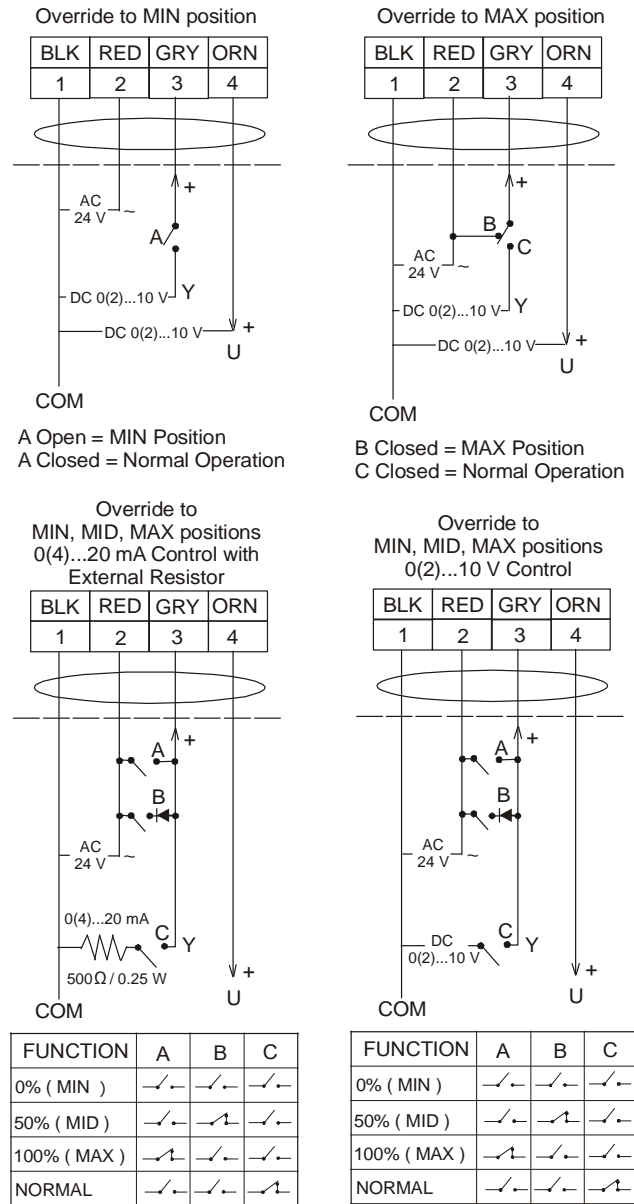 Override to MIN position
BLK RED GRY ORN
1 2 3 4
+
AC
24 V ~
A
DC 0(2)...10 V Y
DC 0(2)...10 V +
U
COM
A Open = MIN Position
A Closed = Normal Operation
Override to MAX position
BLK RED GRY ORN
1 2 3 4
+
B
C
AC
24 V ~
DC 0(2)...10 V Y
DC 0(2)...10 V +
U
COM
B Closed = MAX Position
C Closed = Normal Operation
Override to
MIN, MID, MAX positions
0(4)...20 mA Control with
External Resistor
BLK RED GRY ORN
1 2 3 4
A +
B
AC
24 V ~
0(4)...20 mA
C Y
500Ω / 0.25 W
+
U
COM
FUNCTION A B C
0% ( MIN )
50% ( MID )
100% ( MAX )
NORMAL
Override to
MIN, MID, MAX positions
0(2)...10 V Control
BLK RED GRY ORN
1 2 3 4
A +
B
AC
24 V ~
DC
0(2)...10 V
C Y
+
U
COM
FUNCTION A B C
0% ( MIN )
50% ( MID )
100% ( MAX )
NORMAL